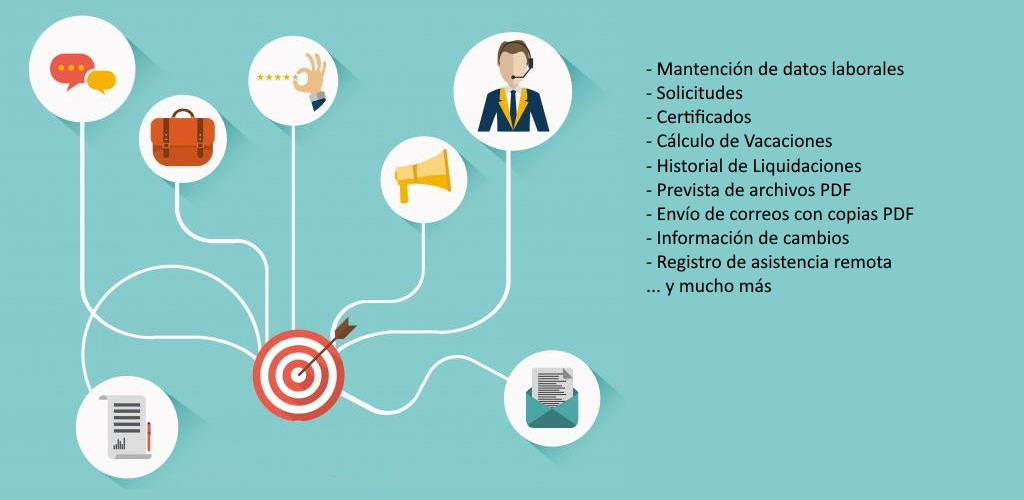 - Mantención de datos laborales
- Solicitudes
- Certificados
- Cálculo de Vacaciones
- Historial de Liquidaciones
- Prevista de archivos PDF
- Envío de correos con copias PDF
- Información de cambios
- Registro de asistencia remota
... y mucho más